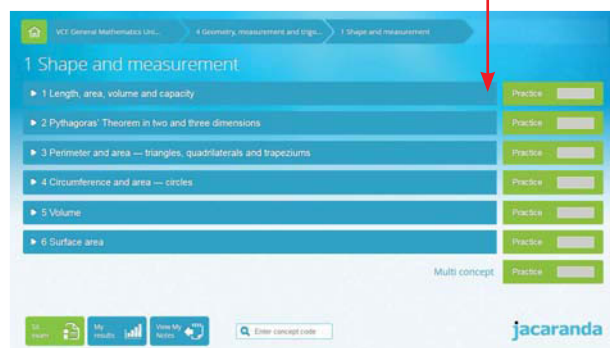 VCE General Mathematics Uni... 4 Geometry, measurement and trigo... 1 Shape and measurement
1 Shape and measurement
1 Length, area, volume and capacity Practice
2 Pythagoras' Theorem in two and three dimensions Practice
3 Perimeter and area — triangles, quadrilaterals and trapeziums Practice
4 Circumference and area — circles Practice
5 Volume Practice
6 Surface area Practice
Multi concept Practice
Sit exam My results View My Notes Enter concept code jacaranda